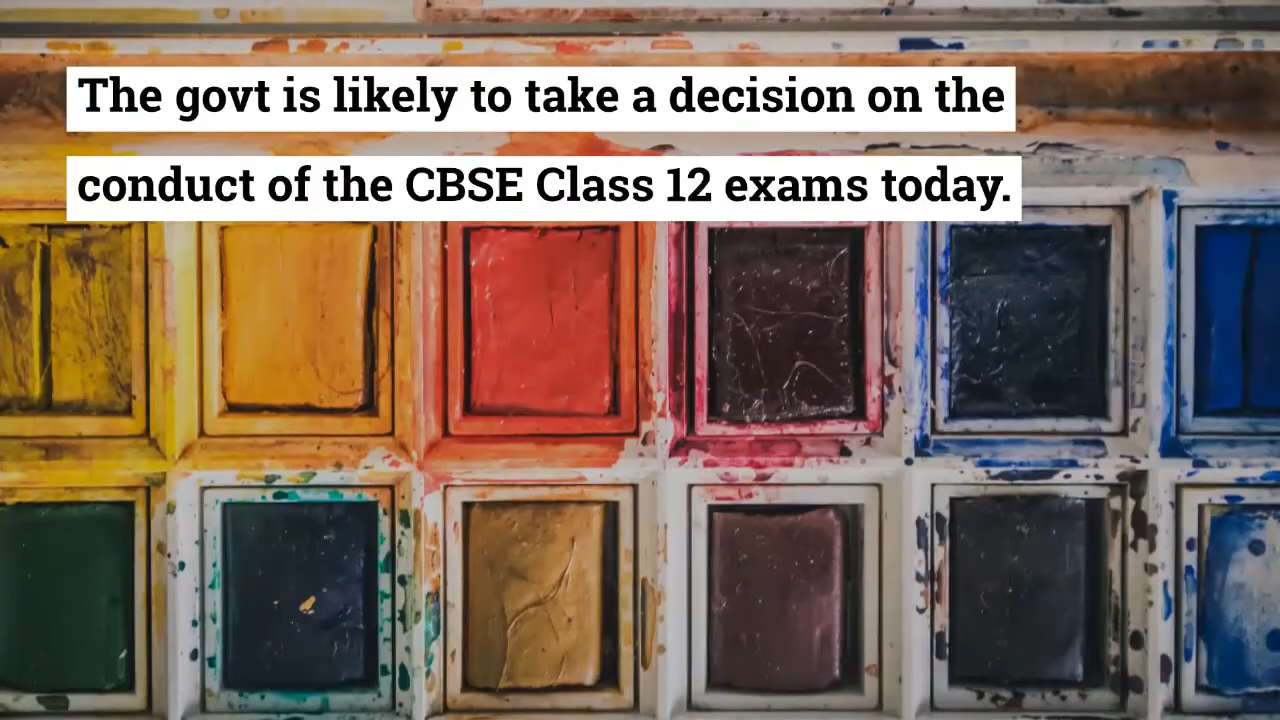 The govt is likely to take a decision on the
conduct of the CBSE Class 12 exams today.